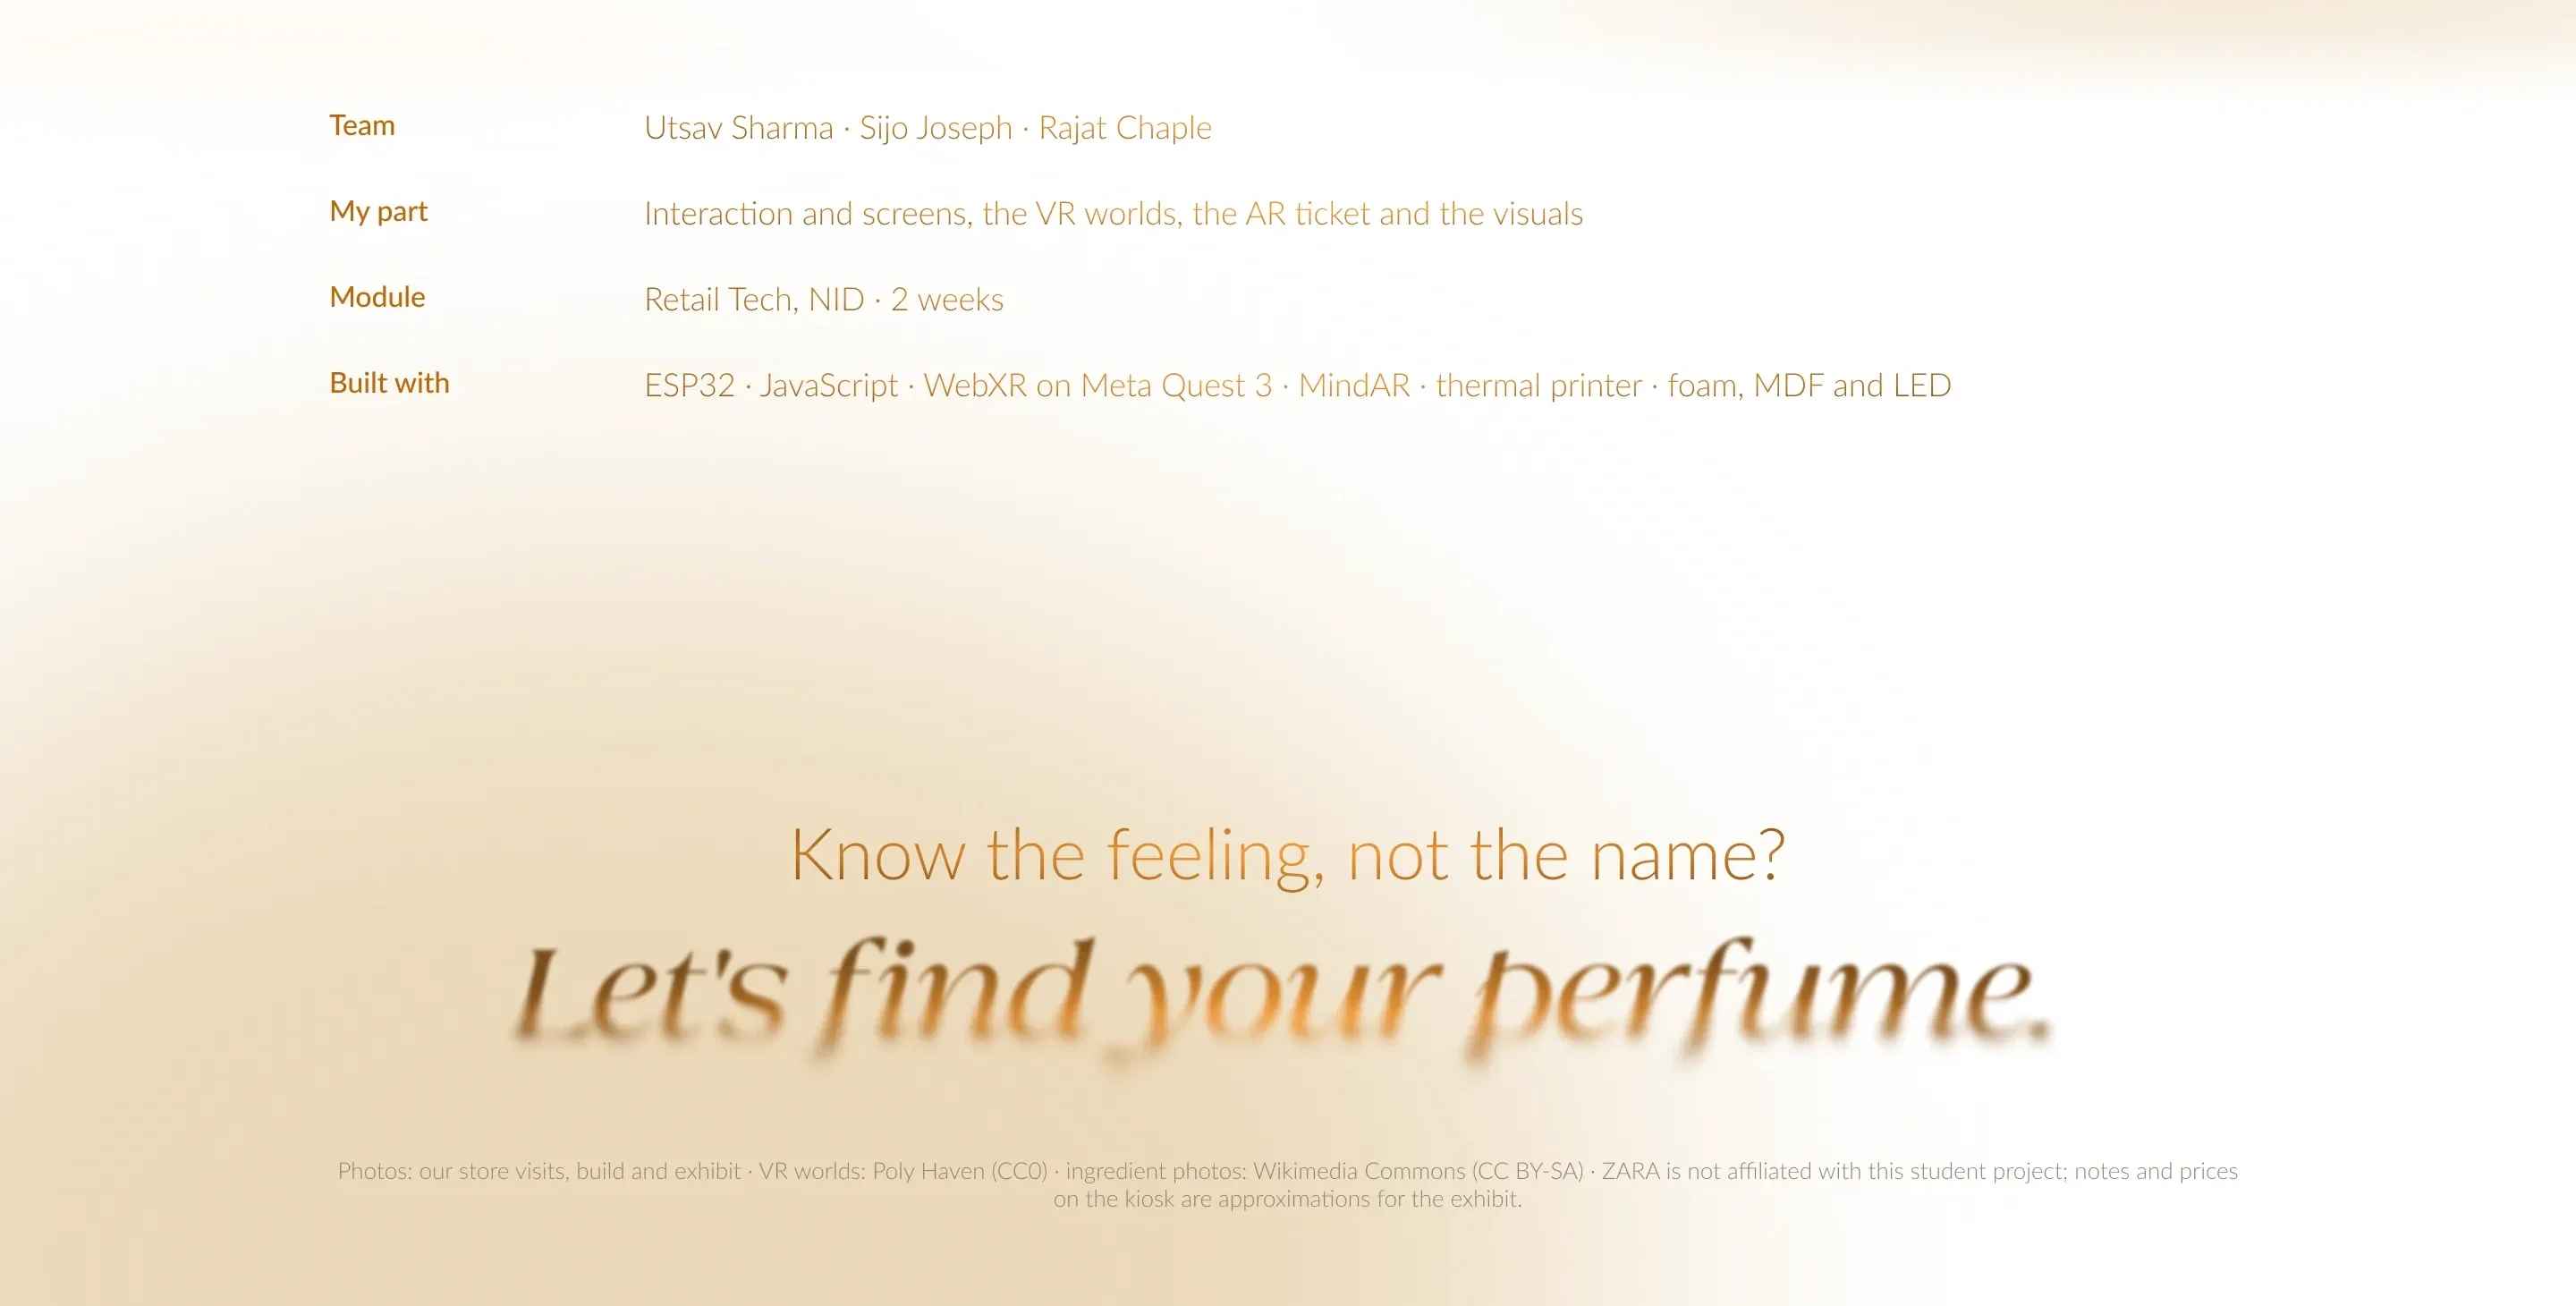 Team
Utsav Sharma · Sijo Joseph · Rajat Chaple
My part
Interaction and screens, the VR worlds, the AR ticket and the visuals
Module
Retail Tech, NID · 2 weeks
Built with
ESP32 · JavaScript · WebXR on Meta Quest 3 · MindAR · thermal printer · foam, MDF and LED
Know the feeling, not the name?
Let's find your perfume.
Photos: our store visits, build and exhibit · VR worlds: Poly Haven (CC0) · ingredient photos: Wikimedia Commons (CC BY-SA) · ZARA is not affiliated with this student project; notes and prices
on the kiosk are approximations for the exhibit.